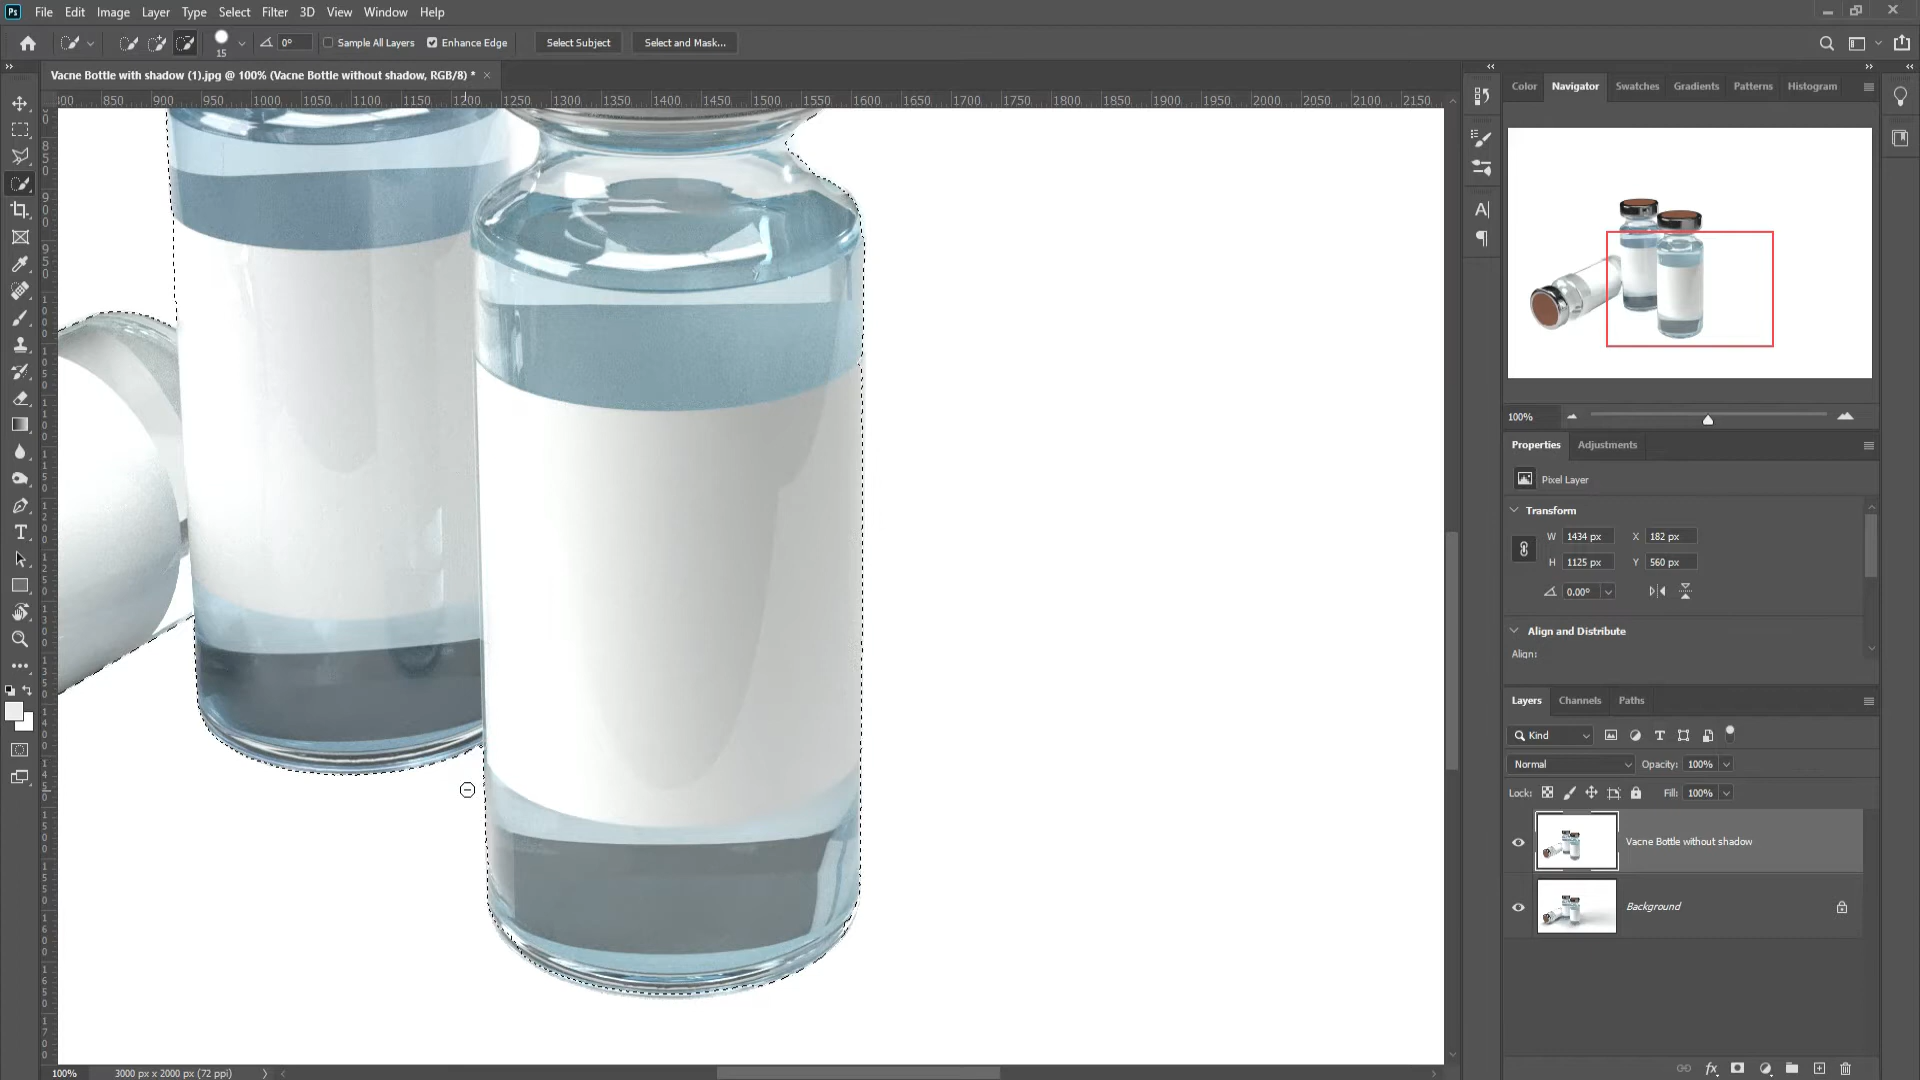 Ps File Edit Image Layer Type Select Filter 3D View Window Help
15 0° Sample All Layers Enhance Edge Select Subject Select and Mask...
Vacne Bottle with shadow (1).jpg @ 100% (Vacne Bottle without shadow, RGB/8) *
850 900 950 1000 1050 1100 1150 1200 1250 1300 1350 1400 1450 1500 1550 1600 1650 1700 1750 1800 1850 1900 1950 2000 2050 2100 2150
Color Navigator Swatches Gradients Patterns Histogram
100%
Properties Adjustments
Pixel Layer
Transform
W 1434 px X 182 px
H 1125 px Y 560 px
0.00°
Align and Distribute
Align:
Layers Channels Paths
Kind
Normal Opacity: 100%
Lock: Fill: 100%
Vacne Bottle without shadow
Background
fx
100% 3000 px x 2000 px (72 ppi)